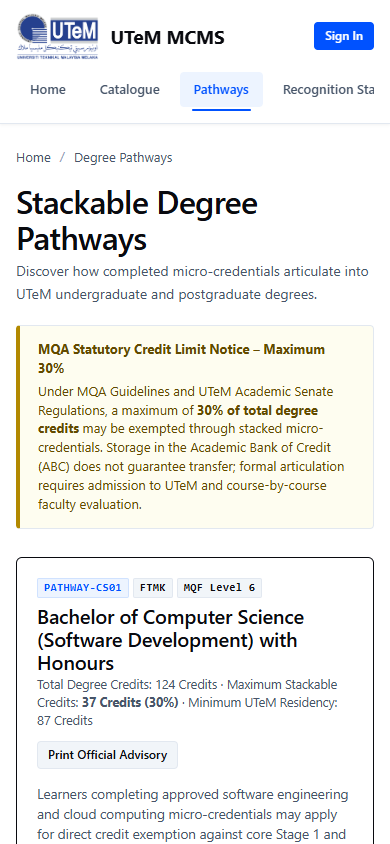 UTeM
UNIVERSITI TEKNIKAL MALAYSIA MELAKA
UTeM MCMS
Sign In
Home
Catalogue
Pathways
Recognition Sta
Home / Degree Pathways
Stackable Degree
Pathways
Discover how completed micro-credentials articulate into
UTeM undergraduate and postgraduate degrees.
MQA Statutory Credit Limit Notice – Maximum
30%
Under MQA Guidelines and UTeM Academic Senate
Regulations, a maximum of 30% of total degree
credits may be exempted through stacked micro-
credentials. Storage in the Academic Bank of Credit
(ABC) does not guarantee transfer; formal articulation
requires admission to UTeM and course-by-course
faculty evaluation.
PATHWAY-CS01 FTMK MQF Level 6
Bachelor of Computer Science
(Software Development) with
Honours
Total Degree Credits: 124 Credits · Maximum Stackable
Credits: 37 Credits (30%) · Minimum UTeM Residency:
87 Credits
Print Official Advisory
Learners completing approved software engineering
and cloud computing micro-credentials may apply
for direct credit exemption against core Stage 1 and